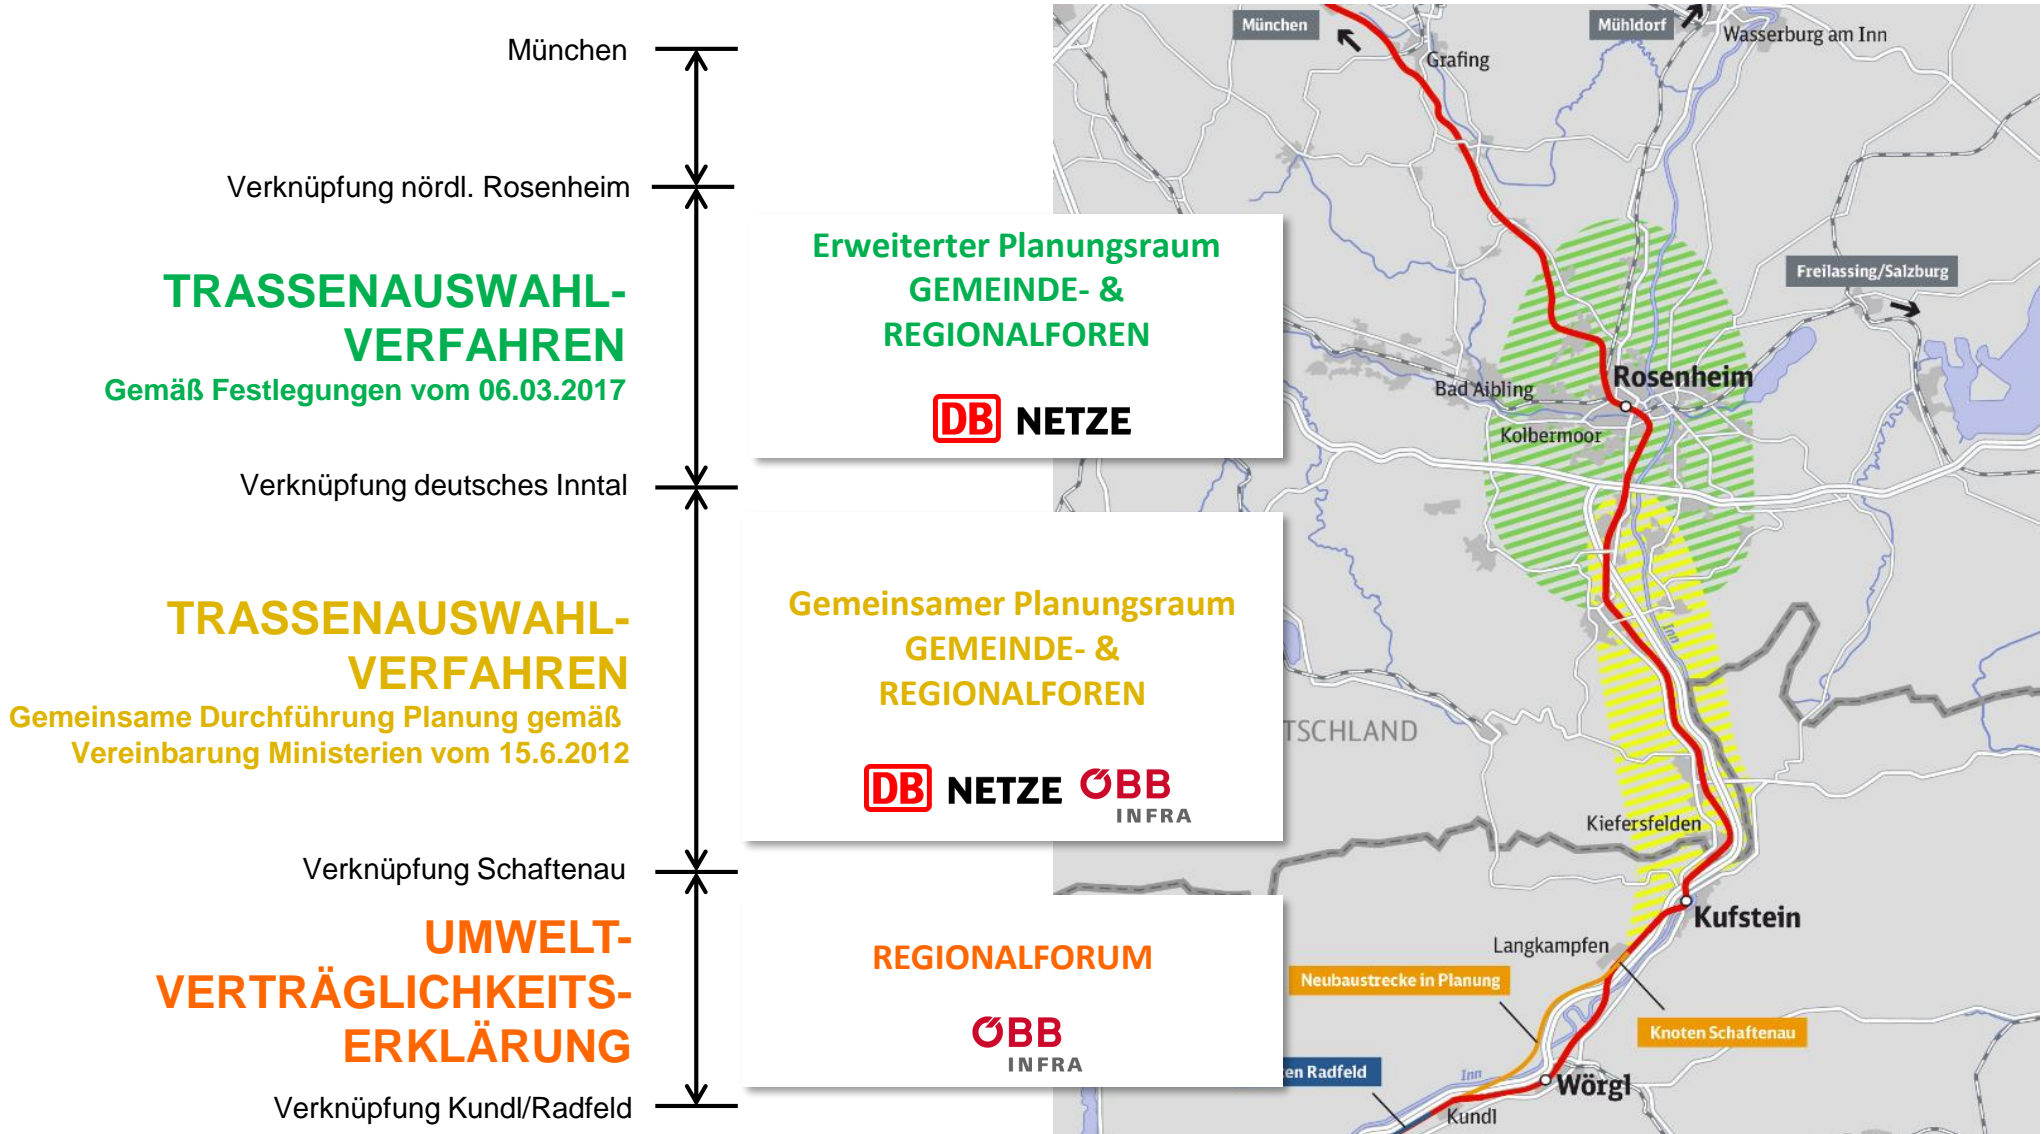 München
Verknüpfung nördl. Rosenheim
TRASSENAUSWAHL-
VERFAHREN
Gemäß Festlegungen vom 06.03.2017
Verknüpfung deutsches Inntal
TRASSENAUSWAHL-
VERFAHREN
Gemeinsame Durchführung Planung gemäß
Vereinbarung Ministerien vom 15.6.2012
Verknüpfung Schaftenau
UMWELT-
VERTRÄGLICHKEITS-
ERKLÄRUNG
Verknüpfung Kundl/Radfeld
Erweiterter Planungsraum
GEMEINDE- &
REGIONALFOREN
DB NETZE
Gemeinsamer Planungsraum
GEMEINDE- &
REGIONALFOREN
DB NETZE ÖBB
INFRA
REGIONALFORUM
ÖBB
INFRA
München
Mühldorf
Wasserburg am Inn
Grafing
Freilassing/Salzburg
Rosenheim
Bad Aibling
Kolbermoor
Inn
TSCHLAND
Kiefersfelden
Kufstein
Langkampfen
Neubaustrecke in Planung
Knoten Schaftenau
en Radfeld
Inn
Wörgl
Kundl